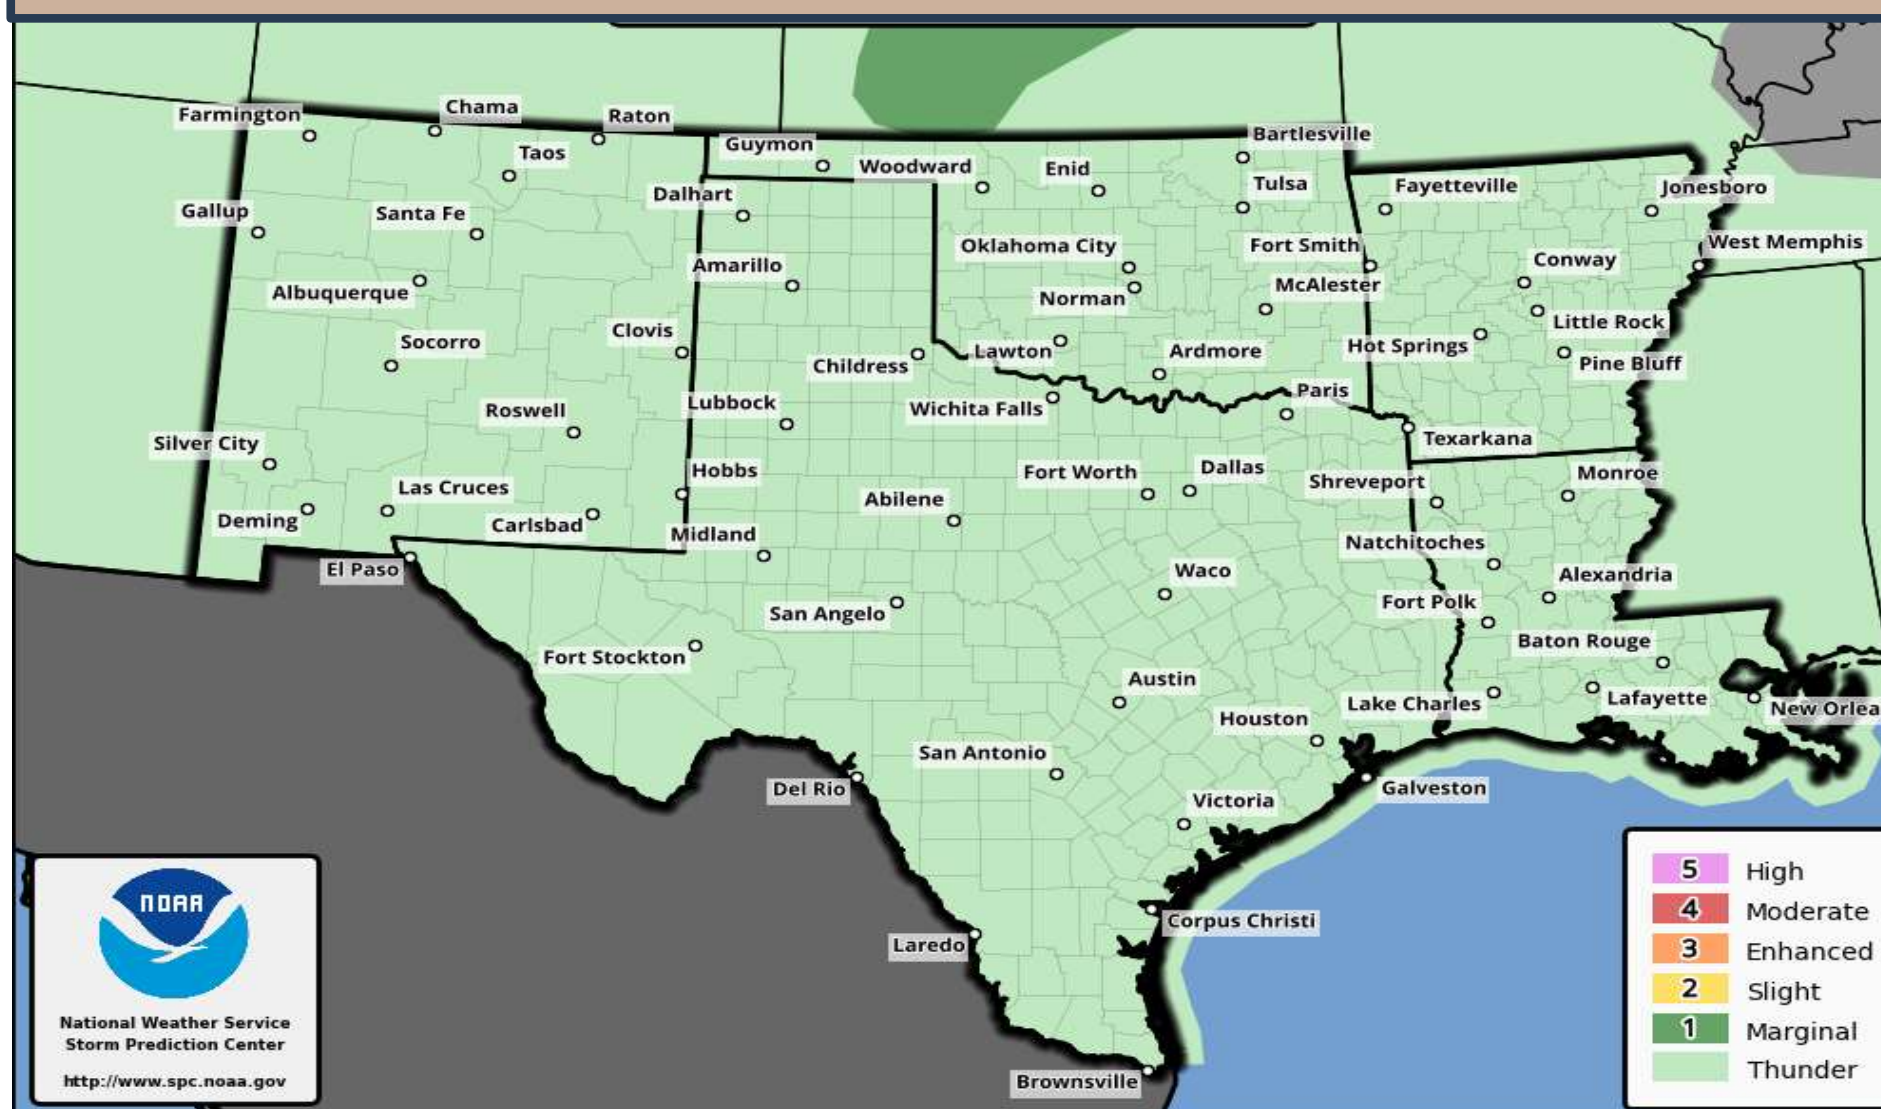 Farmington
Chama
Raton
Taos
Guymon
Woodward
Enid
Bartlesville
Tulsa
Fayetteville
Jonesboro
Dalhart
Gallup
Santa Fe
Oklahoma City
Fort Smith
West Memphis
Amarillo
Conway
Albuquerque
Norman
McAlester
Little Rock
Socorro
Clovis
Childress
Lawton
Ardmore
Hot Springs
Pine Bluff
Roswell
Lubbock
Wichita Falls
Paris
Texarkana
Silver City
Hobbs
Fort Worth
Dallas
Shreveport
Monroe
Las Cruces
Abilene
Deming
Carlsbad
Midland
Natchitoches
El Paso
Waco
Alexandria
San Angelo
Fort Polk
Fort Stockton
Baton Rouge
Austin
Houston
Lake Charles
Lafayette
New Orlea
San Antonio
Del Rio
Galveston
Victoria
Corpus Christi
Laredo
Brownsville
NOAA
National Weather Service
Storm Prediction Center
http://www.spc.noaa.gov
5 High
4 Moderate
3 Enhanced
2 Slight
1 Marginal
Thunder